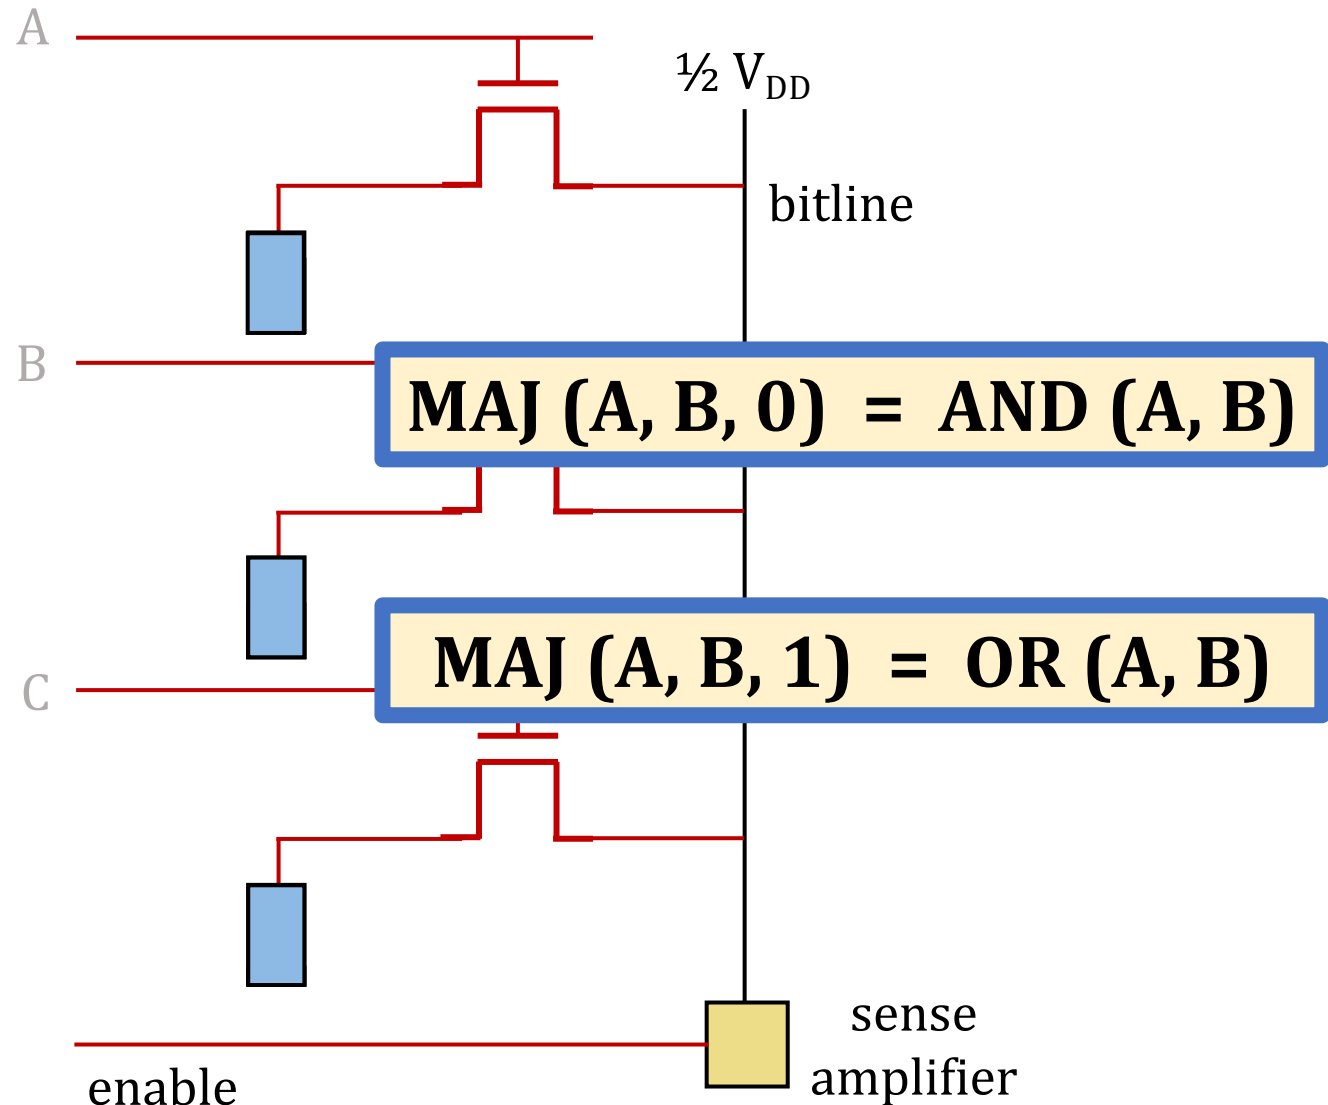 A
½ VDD
bitline
B
MAJ (A, B, 0) = AND (A, B)
MAJ (A, B, 1) = OR (A, B)
C
sense
amplifier
enable